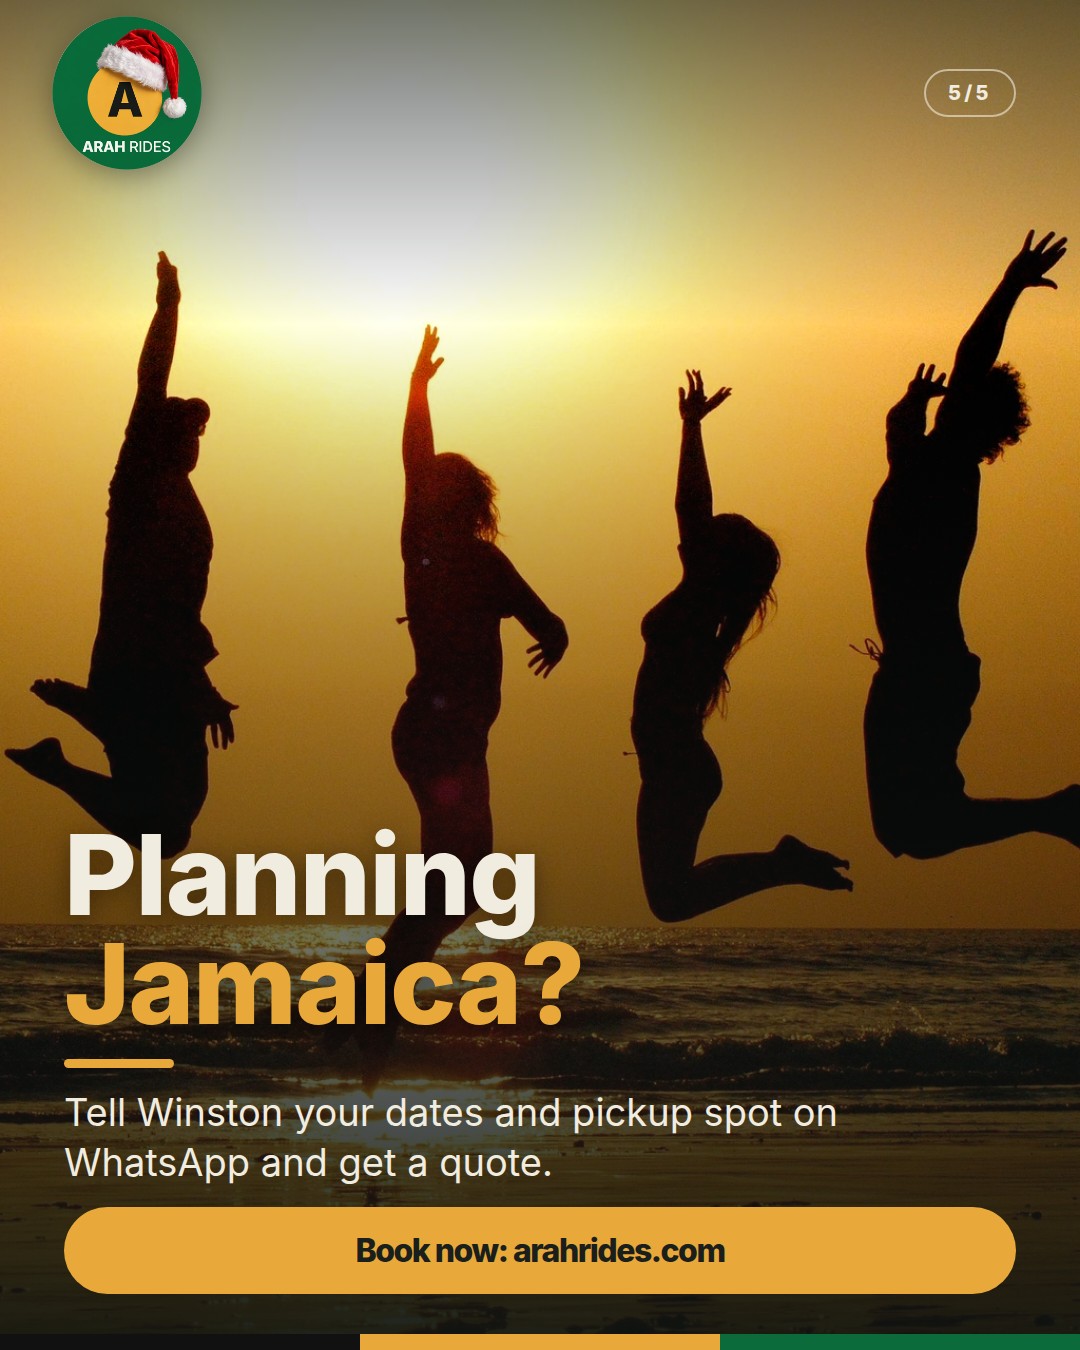 A
ARAH RIDES
5/5
Planning
Jamaica?
Tell Winston your dates and pickup spot on
WhatsApp and get a quote.
Book now: arahrides.com